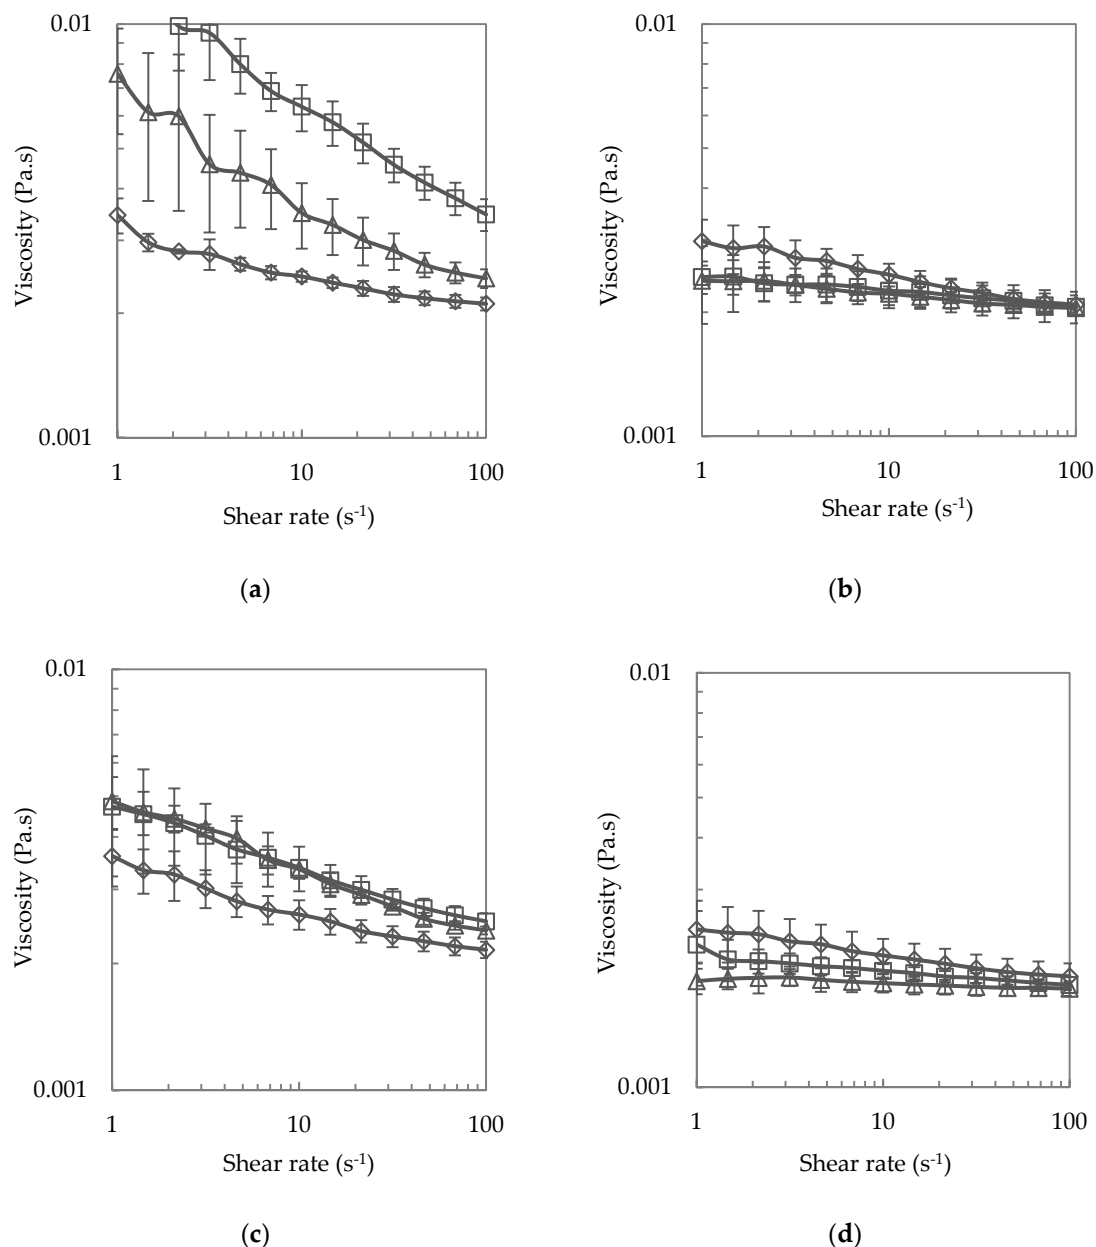 0.01
Viscosity (Pa.s)
0.001
1 10 100
Shear rate (s⁻¹)
(a)
0.01
Viscosity (Pa.s)
0.001
1 10 100
Shear rate (s⁻¹)
(b)
0.01
Viscosity (Pa.s)
0.001
1 10 100
Shear rate (s⁻¹)
(c)
0.01
Viscosity (Pa.s)
0.001
1 10 100
Shear rate (s⁻¹)
(d)